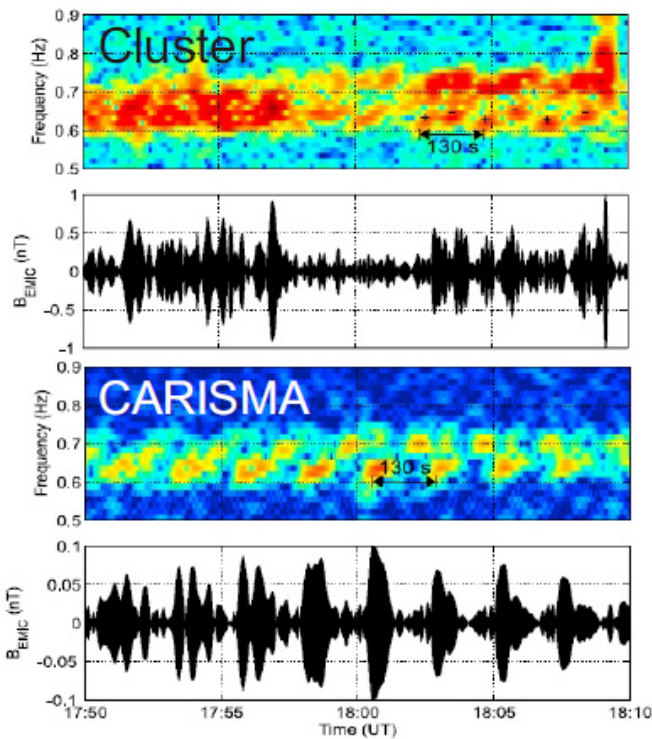 0.9
Cluster
0.8
Frequency (Hz)
0.7
0.6
130 s
0.5
1
0.5
B_EMIC (nT)
0
-0.5
-1
0.9
CARISMA
0.8
Frequency (Hz)
0.7
130 s
0.6
0.5
0.1
0.05
B_EMIC (nT)
0
-0.05
-0.1
17:50 17:55 18:00 18:05 18:10
Time (UT)